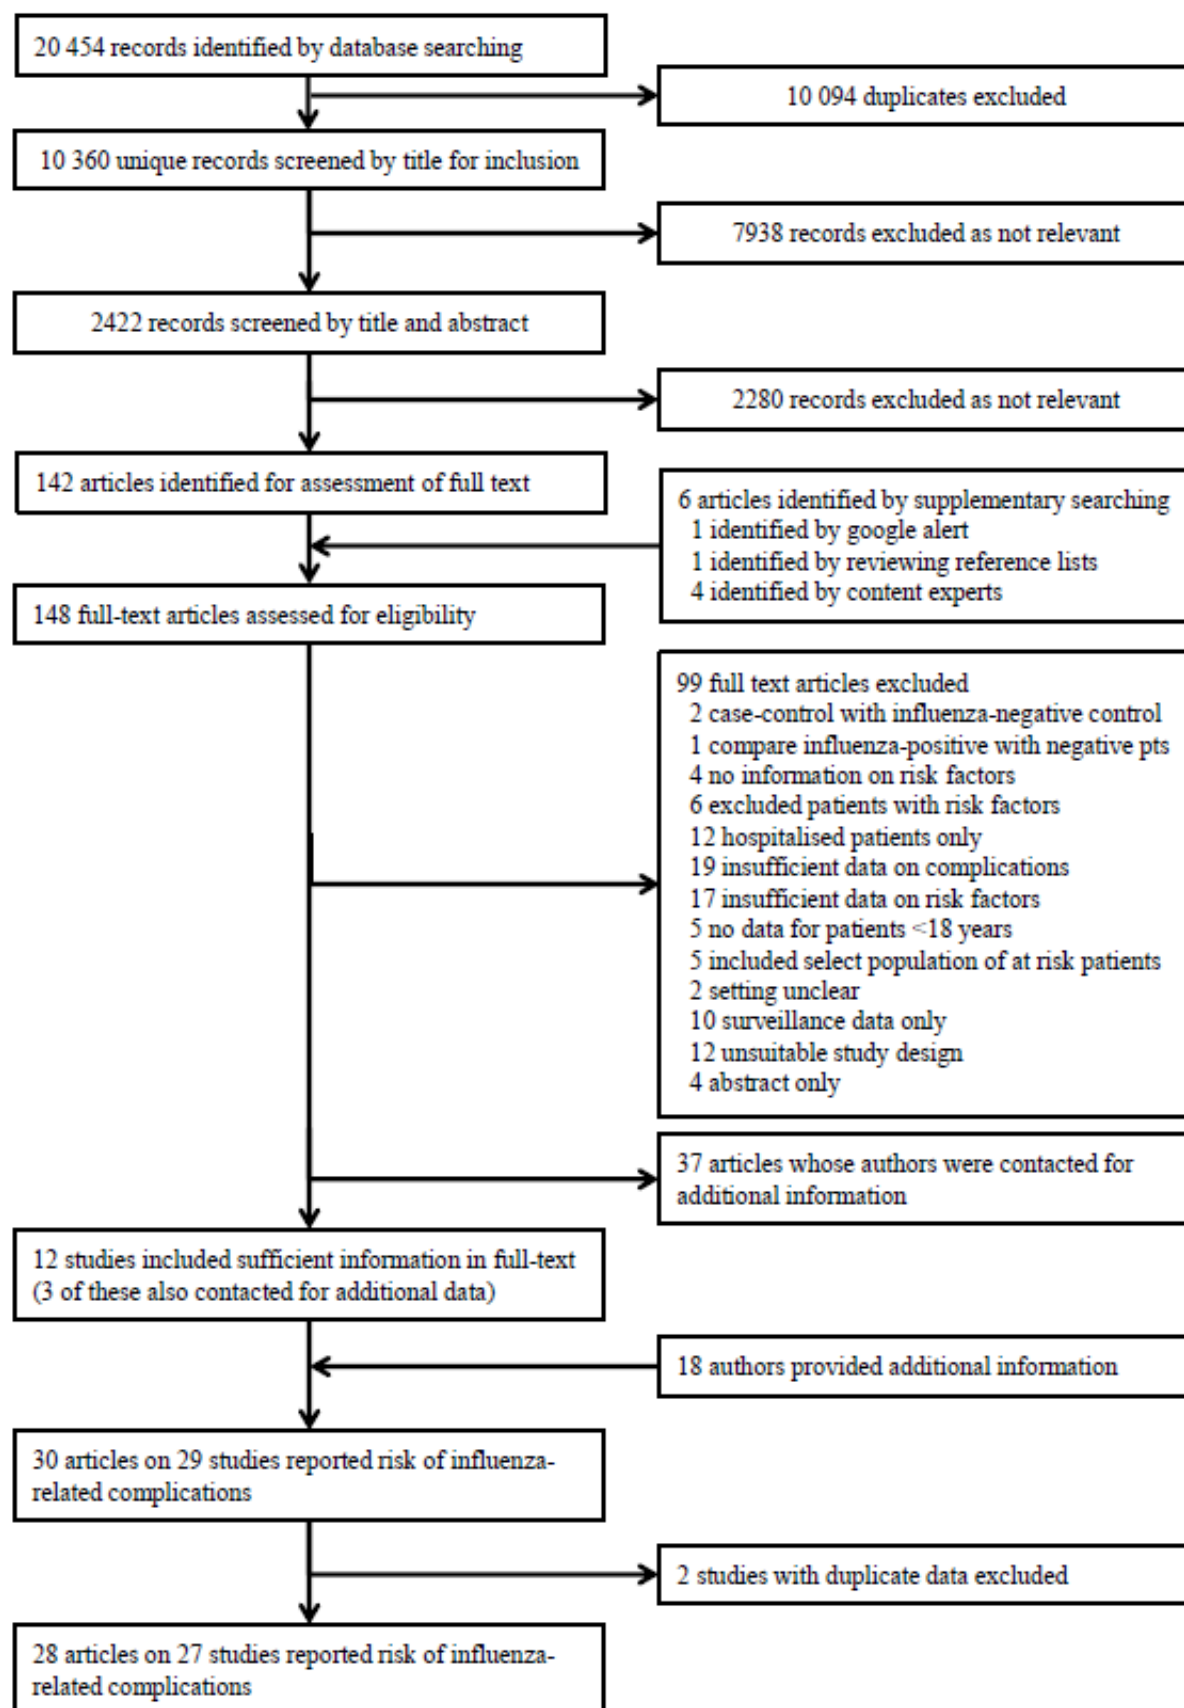 20 454 records identified by database searching
10 094 duplicates excluded
10 360 unique records screened by title for inclusion
7938 records excluded as not relevant
2422 records screened by title and abstract
2280 records excluded as not relevant
142 articles identified for assessment of full text
6 articles identified by supplementary searching
1 identified by google alert
1 identified by reviewing reference lists
4 identified by content experts
148 full-text articles assessed for eligibility
99 full text articles excluded
2 case-control with influenza-negative control
1 compare influenza-positive with negative pts
4 no information on risk factors
6 excluded patients with risk factors
12 hospitalised patients only
19 insufficient data on complications
17 insufficient data on risk factors
5 no data for patients <18 years
5 included select population of at risk patients
2 setting unclear
10 surveillance data only
12 unsuitable study design
4 abstract only
37 articles whose authors were contacted for
additional information
12 studies included sufficient information in full-text
(3 of these also contacted for additional data)
18 authors provided additional information
30 articles on 29 studies reported risk of influenza-
related complications
2 studies with duplicate data excluded
28 articles on 27 studies reported risk of influenza-
related complications